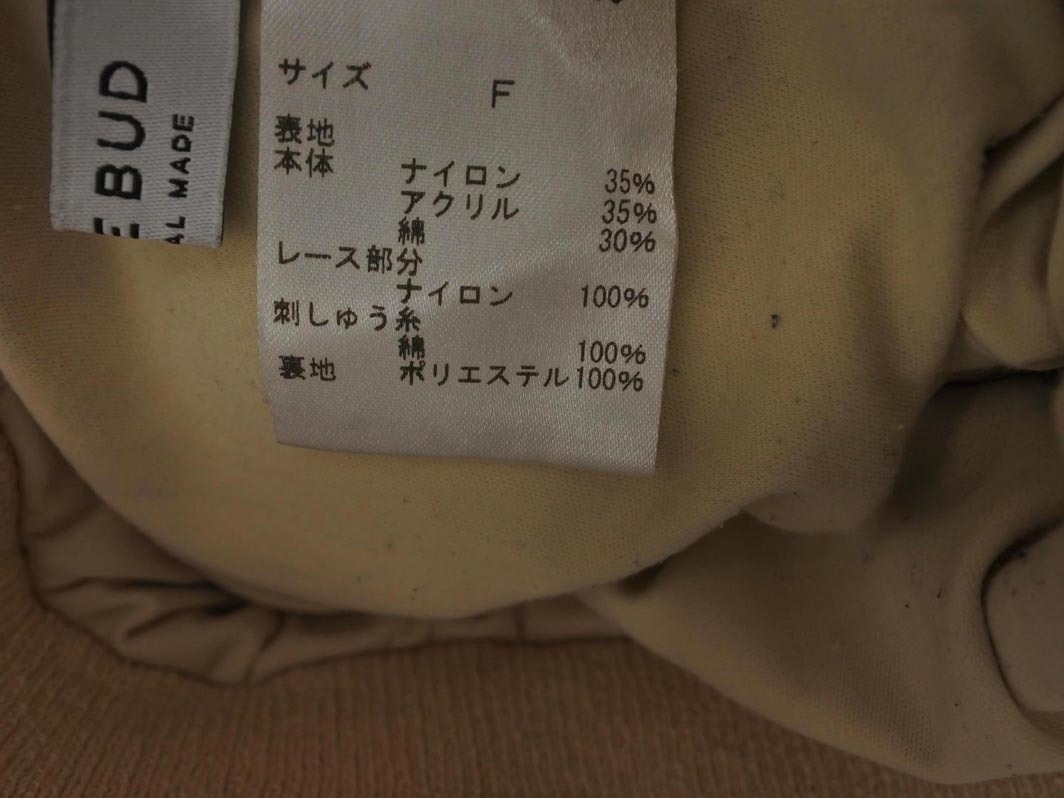 BUD
MADE
サイズ F
表地
本体 ナイロン 35%
アクリル 35%
綿 30%
レース部分
ナイロン 100%
刺しゅう糸
綿 100%
裏地 ポリエステル100%